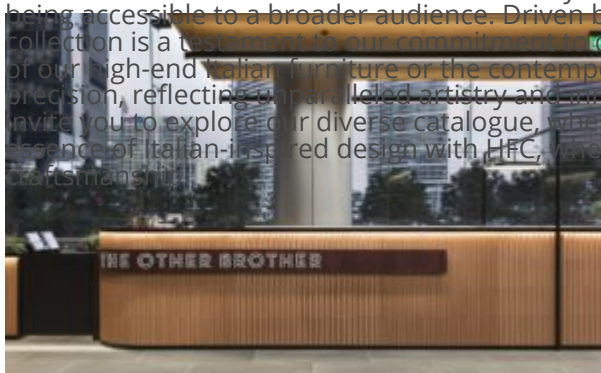 being accessible to a broader audience. Driven b
collection is a testament to our commitment to
of our high-end Italian furniture or the contemp
precision, reflecting unparalleled artistry and inn
invite you to explore our diverse catalogue, whe
essence of Italian-inspired design with HFC, whe
craftsmanship
THE OTHER BROTHER